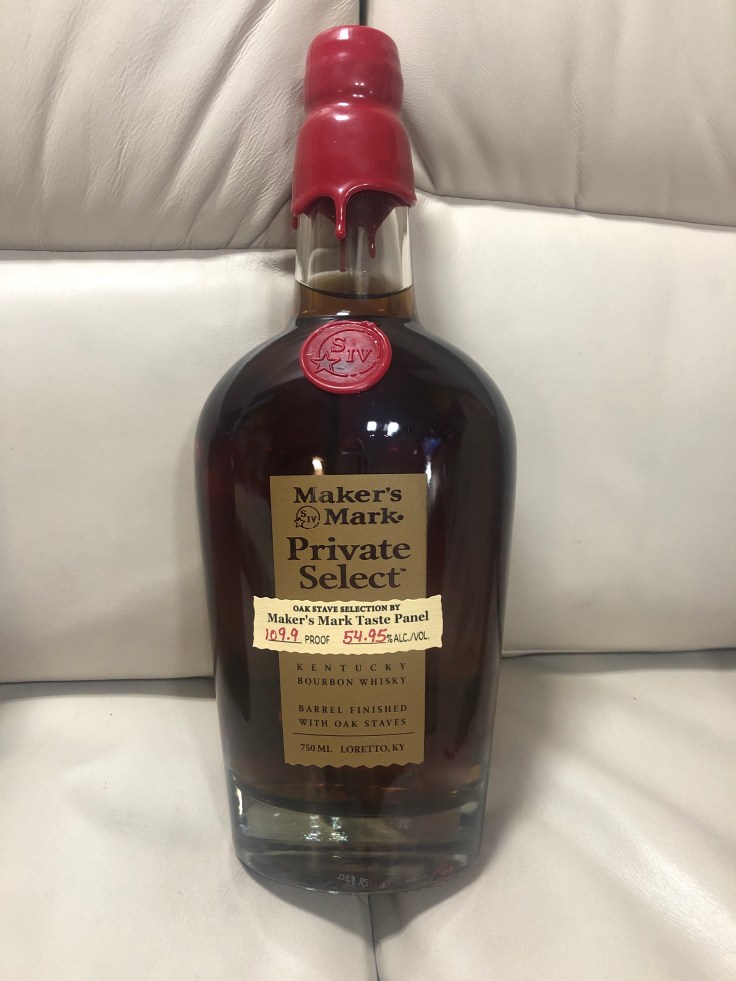 S IV
Maker's
S IV Mark
Private
Select™
OAK STAVE SELECTION BY
Maker's Mark Taste Panel
109.9 PROOF 54.95% ALC./VOL.
KENTUCKY
BOURBON WHISKY
BARREL FINISHED
WITH OAK STAVES
750 ML LORETTO, KY